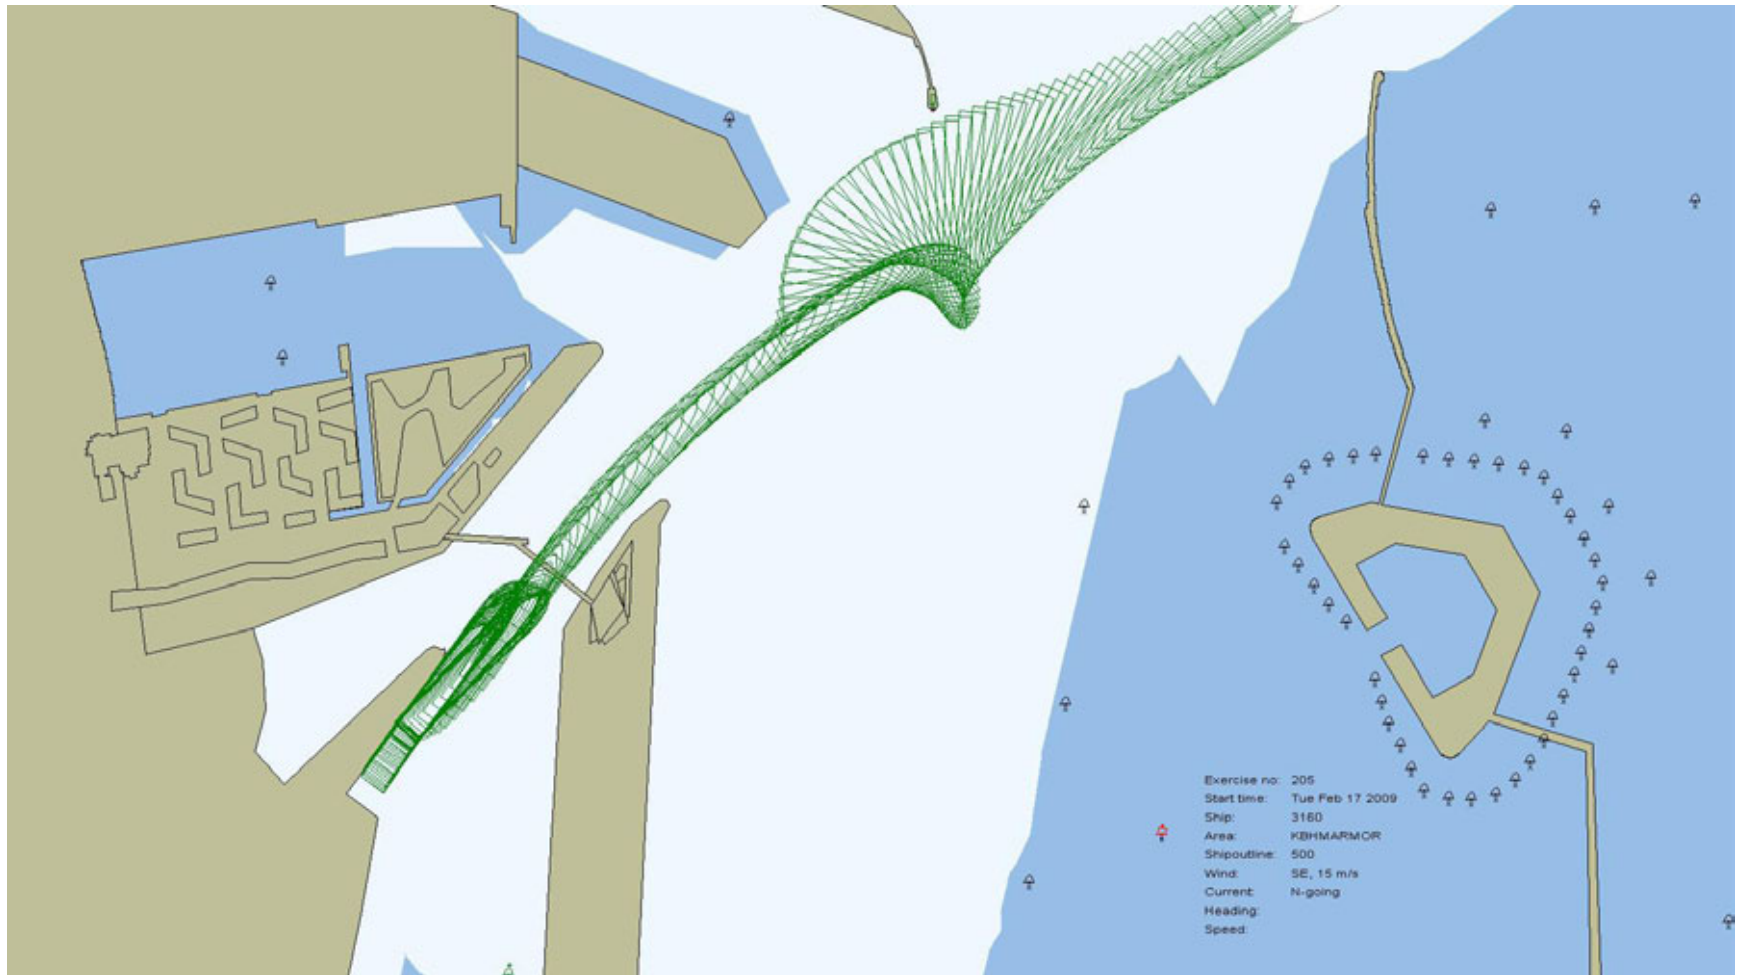 Exercise no: 205
Start time: Tue Feb 17 2009
Ship: 3160
Area: KBHMARMOR
Shipoutline: 500
Wind: SE, 15 m/s
Current: N-going
Heading:
Speed: